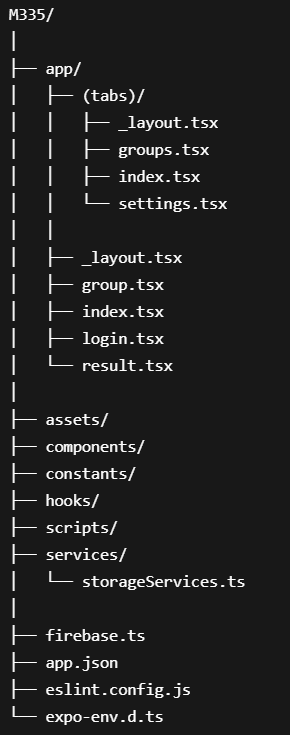 M335/
│
├── app/
│   ├── (tabs)/
│   │   ├── _layout.tsx
│   │   ├── groups.tsx
│   │   ├── index.tsx
│   │   └── settings.tsx
│   │
│   ├── _layout.tsx
│   ├── group.tsx
│   ├── index.tsx
│   ├── login.tsx
│   └── result.tsx
│
├── assets/
├── components/
├── constants/
├── hooks/
├── scripts/
├── services/
│   └── storageServices.ts
│
├── firebase.ts
├── app.json
├── eslint.config.js
└── expo-env.d.ts